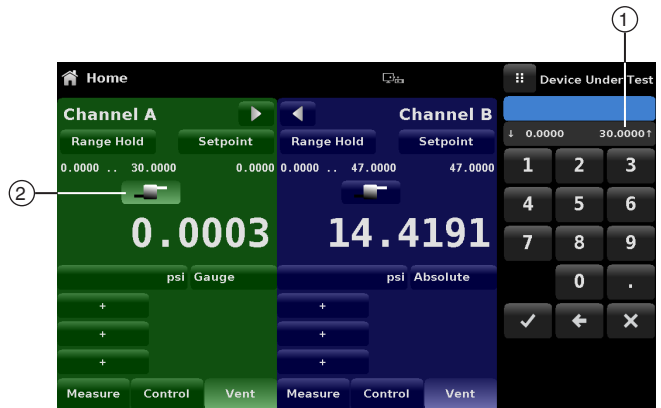 1
Home
Device Under Test
Channel A
Channel B
↓ 0.0000 30.0000↑
Range Hold Setpoint
Range Hold Setpoint
0.0000 .. 30.0000 0.0000
0.0000 .. 47.0000 47.0000
1 2 3
2
4 5 6
0.0003
14.4191
7 8 9
psi Gauge
psi Absolute
0 .
+
+
+
+
+
+
Measure Control Vent
Measure Control Vent